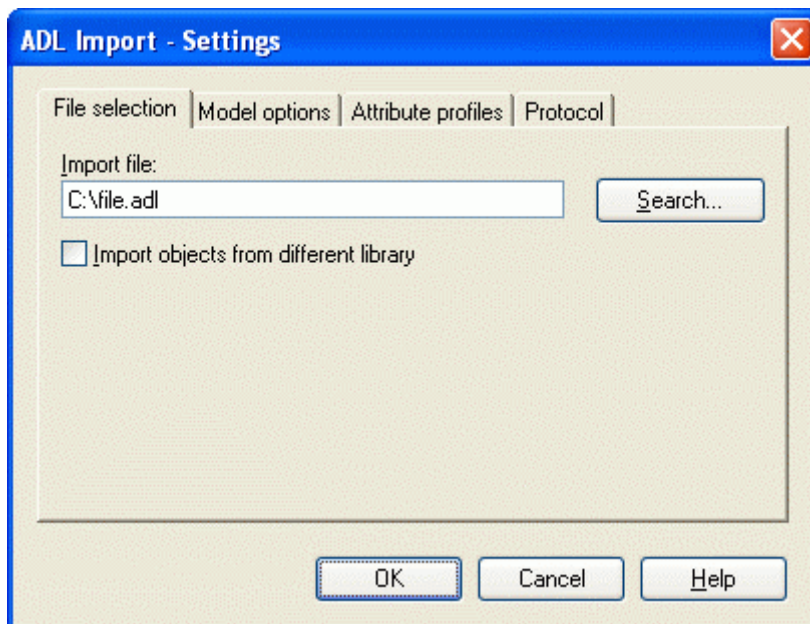 ADL Import - Settings
File selection Model options Attribute profiles Protocol
Import file:
C:\file.adl Search...
Import objects from different library
OK Cancel Help